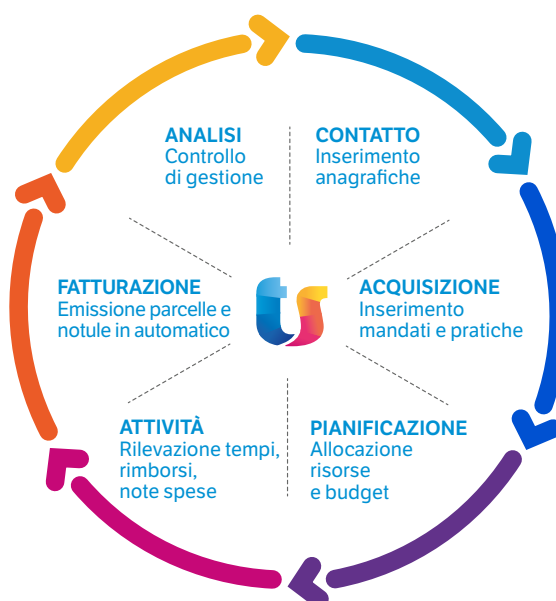 ANALISI
Controllo
di gestione
CONTATTO
Inserimento
anagrafiche
FATTURAZIONE
Emissione parcelle e
notule in automatico
ts
ACQUISIZIONE
Inserimento
mandati e pratiche
ATTIVITÀ
Rilevazione tempi,
rimborsi,
note spese
PIANIFICAZIONE
Allocazione
risorse
e budget